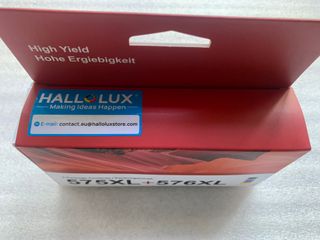 High Yield
Hohe Ergiebigkeit
HALLOLUX
Making Ideas Happen
E-mail: contact.eu@halloluxstore.com
575XL+576XL